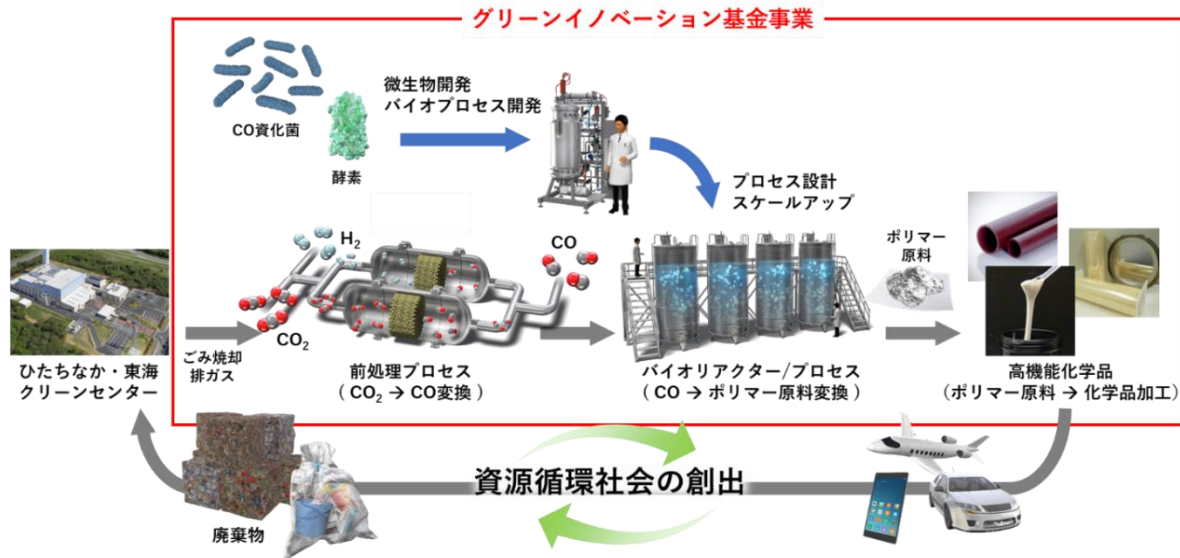 グリーンイノベーション基金事業
CO資化菌
酵素
微生物開発
バイオプロセス開発
プロセス設計
スケールアップ
H₂
CO
CO₂
ポリマー
原料
ひたちなか・東海
クリーンセンター
ごみ焼却
排ガス
前処理プロセス
( CO₂ → CO変換 )
バイオリアクター/プロセス
( CO → ポリマー原料変換 )
高機能化学品
(ポリマー原料 → 化学品加工)
廃棄物
資源循環社会の創出